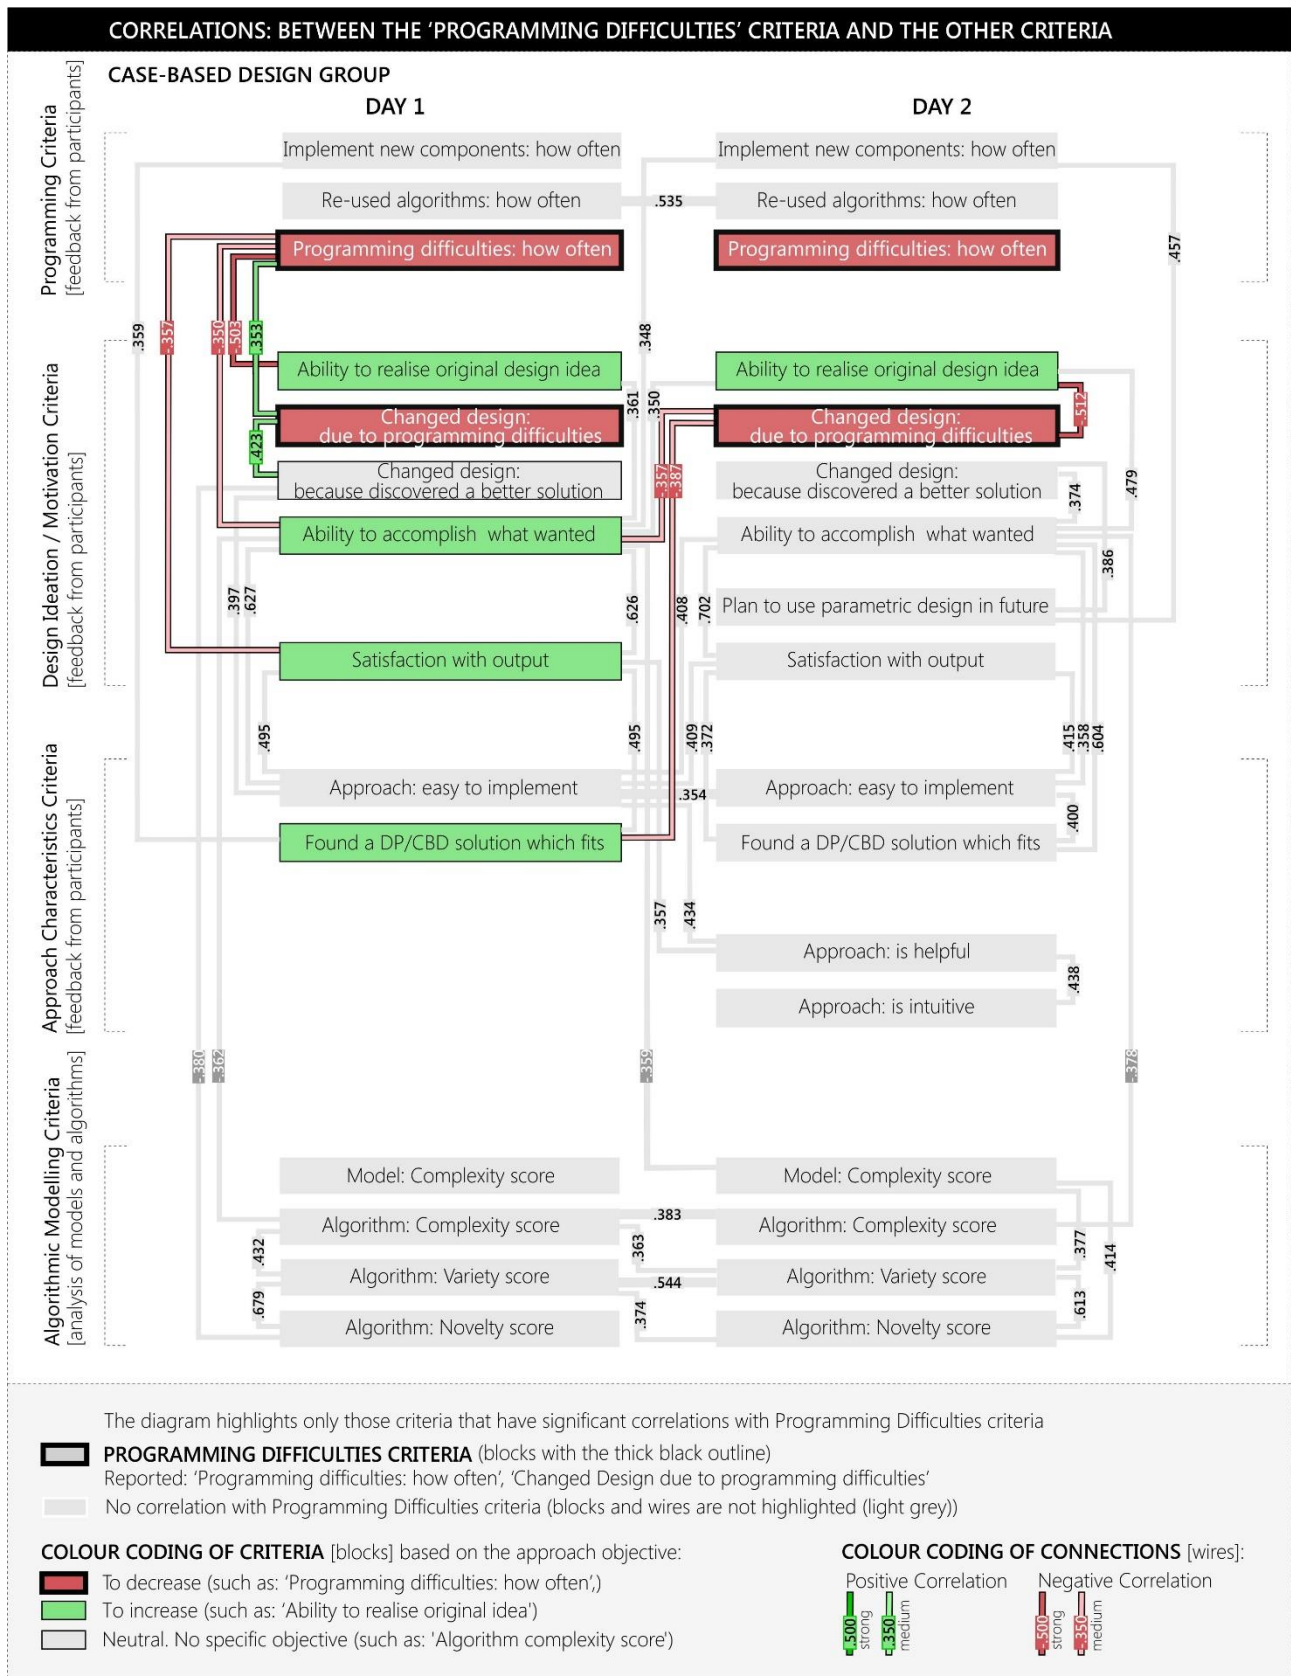 CORRELATIONS: BETWEEN THE ‘PROGRAMMING DIFFICULTIES’ CRITERIA AND THE OTHER CRITERIA
CASE-BASED DESIGN GROUP
DAY 1
DAY 2
Programming Criteria
[feedback from participants]
Implement new components: how often
Implement new components: how often
Re-used algorithms: how often
.535
Re-used algorithms: how often
Programming difficulties: how often
Programming difficulties: how often
.457
.359
-.357
-.350
-.503
.353
.348
Design Ideation / Motivation Criteria
[feedback from participants]
Ability to realise original design idea
Ability to realise original design idea
.361
.350
-.512
Changed design:
due to programming difficulties
Changed design:
due to programming difficulties
.423
-.357
-.387
Changed design:
because discovered a better solution
Changed design:
because discovered a better solution
.374
.479
Ability to accomplish what wanted
Ability to accomplish what wanted
.386
.397
.627
.626
.408
.702
Plan to use parametric design in future
Satisfaction with output
Satisfaction with output
.495
.495
.409
.372
.415
.358
.604
Approach Characteristics Criteria
[feedback from participants]
Approach: easy to implement
.354
Approach: easy to implement
.400
Found a DP/CBD solution which fits
Found a DP/CBD solution which fits
.357
.434
Approach: is helpful
.438
Approach: is intuitive
-.380
-.362
-.359
-.378
Algorithmic Modelling Criteria
[analysis of models and algorithms]
Model: Complexity score
Model: Complexity score
Algorithm: Complexity score
.383
Algorithm: Complexity score
.432
.363
.377
.414
Algorithm: Variety score
.544
Algorithm: Variety score
.679
.374
.613
Algorithm: Novelty score
Algorithm: Novelty score
The diagram highlights only those criteria that have significant correlations with Programming Difficulties criteria
PROGRAMMING DIFFICULTIES CRITERIA (blocks with the thick black outline)
Reported: ‘Programming difficulties: how often’, ‘Changed Design due to programming difficulties’
No correlation with Programming Difficulties criteria (blocks and wires are not highlighted (light grey))
COLOUR CODING OF CRITERIA [blocks] based on the approach objective:
To decrease (such as: ‘Programming difficulties: how often’,)
To increase (such as: ‘Ability to realise original idea’)
Neutral. No specific objective (such as: 'Algorithm complexity score’)
COLOUR CODING OF CONNECTIONS [wires]:
Positive Correlation
Negative Correlation
.500
strong
.350
medium
-.500
strong
-.350
medium